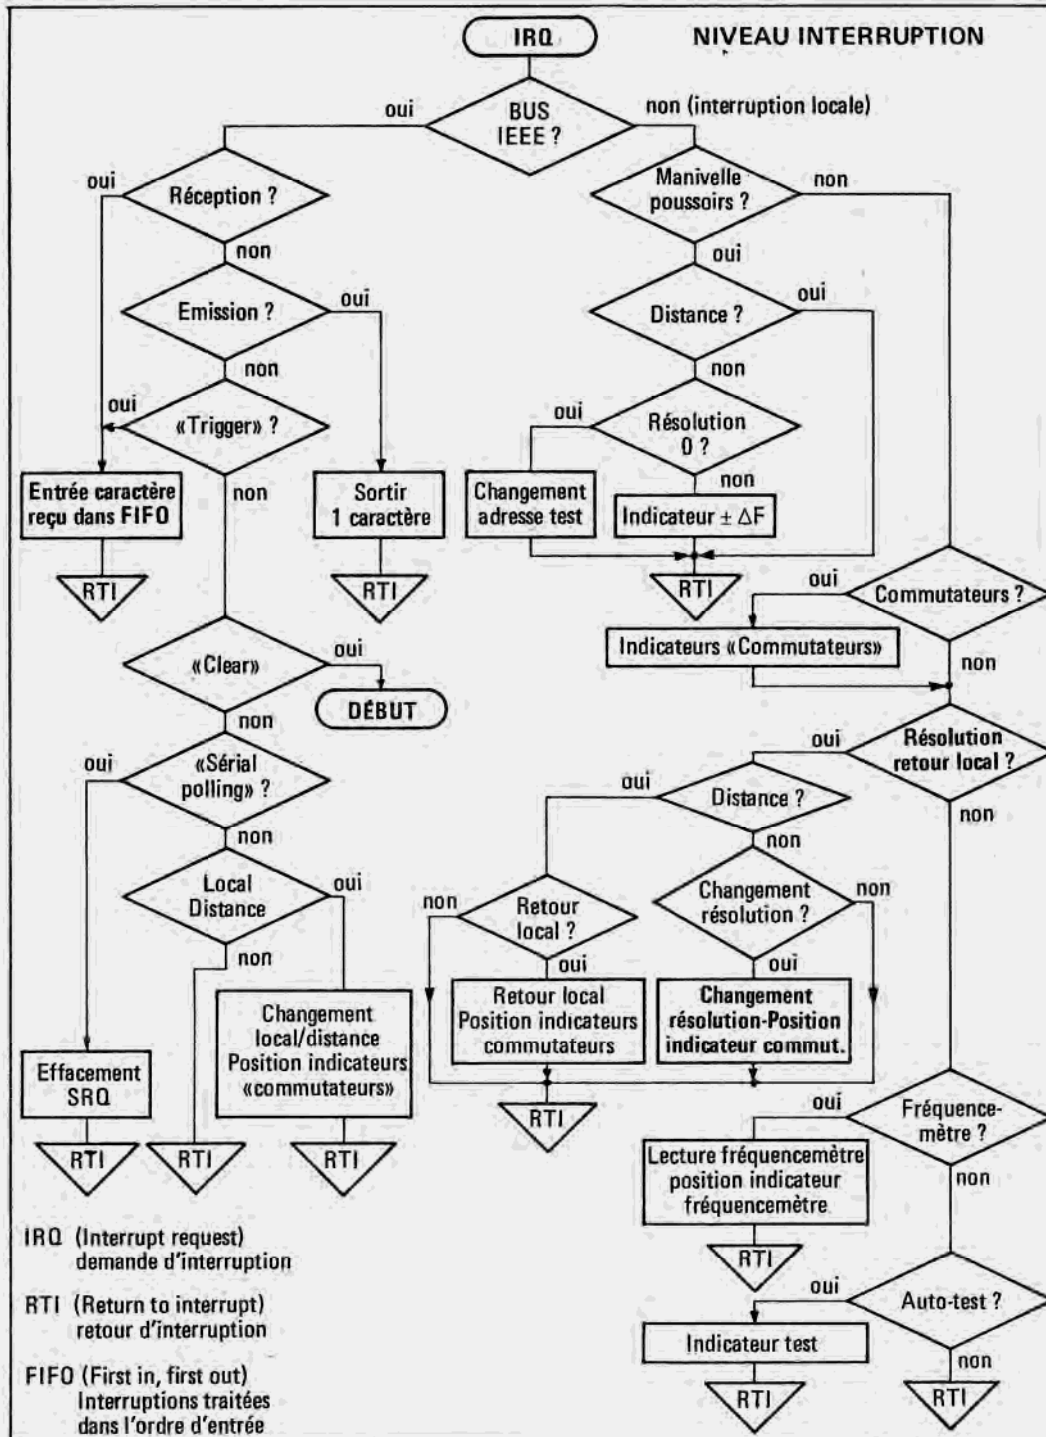 IRQ
NIVEAU INTERRUPTION
oui
BUS
IEEE ?
non (interruption locale)
oui
Réception ?
Manivelle
poussoirs ?
non
non
oui
Emission ?
oui
Distance ?
oui
non
non
oui
«Trigger» ?
oui
Résolution
0 ?
non
non
Entrée caractère
reçu dans FIFO
Sortir
1 caractère
Changement
adresse test
Indicateur ± ΔF
RTI
RTI
RTI
oui
Commutateurs ?
Indicateurs «Commutateurs»
non
«Clear»
oui
DÉBUT
non
oui
Résolution
retour local ?
oui
«Sérial
polling» ?
oui
Distance ?
non
non
non
Local
Distance
oui
non
Retour
local ?
Changement
résolution ?
non
non
oui
oui
Changement
local/distance
Position indicateurs
«commutateurs»
Retour local
Position indicateurs
commutateurs
Changement
résolution-Position
indicateur commut.
Effacement
SRQ
RTI
RTI
RTI
RTI
oui
Fréquence-
mètre ?
Lecture fréquencemètre
position indicateur
fréquencemètre
non
RTI
oui
Auto-test ?
Indicateur test
non
RTI
RTI
IRQ (Interrupt request)
demande d'interruption
RTI (Return to interrupt)
retour d'interruption
FIFO (First in, first out)
Interruptions traitées
dans l'ordre d'entrée